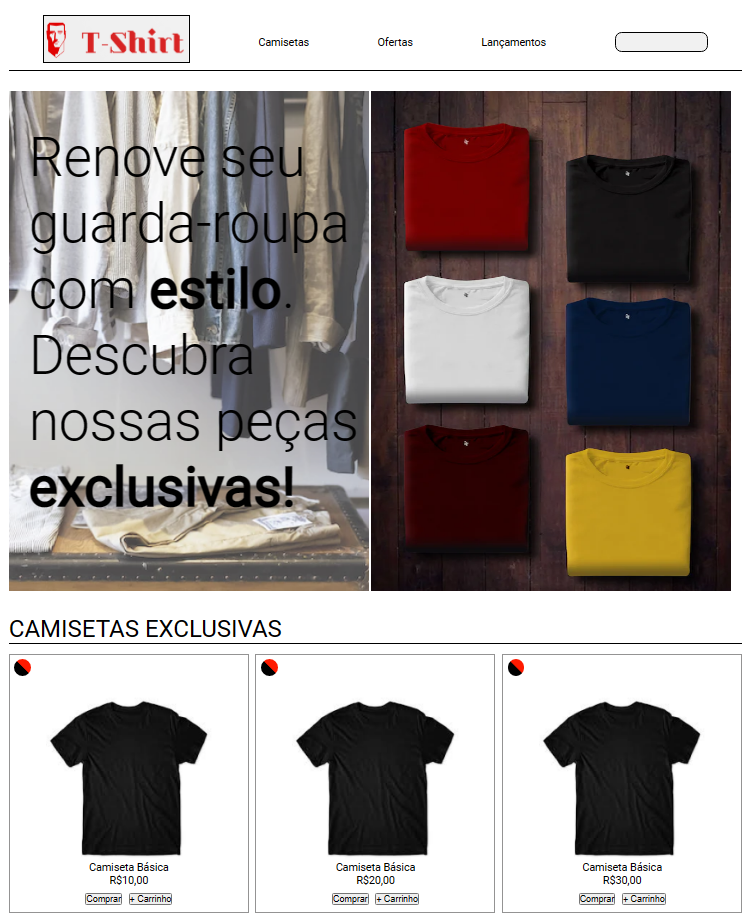 T-Shirt
Camisetas
Ofertas
Lançamentos
Renove seu
guarda-roupa
com estilo.
Descubra
nossas peças
exclusivas!
CAMISETAS EXCLUSIVAS
Camiseta Básica
R$10,00
Comprar
+ Carrinho
Camiseta Básica
R$20,00
Comprar
+ Carrinho
Camiseta Básica
R$30,00
Comprar
+ Carrinho